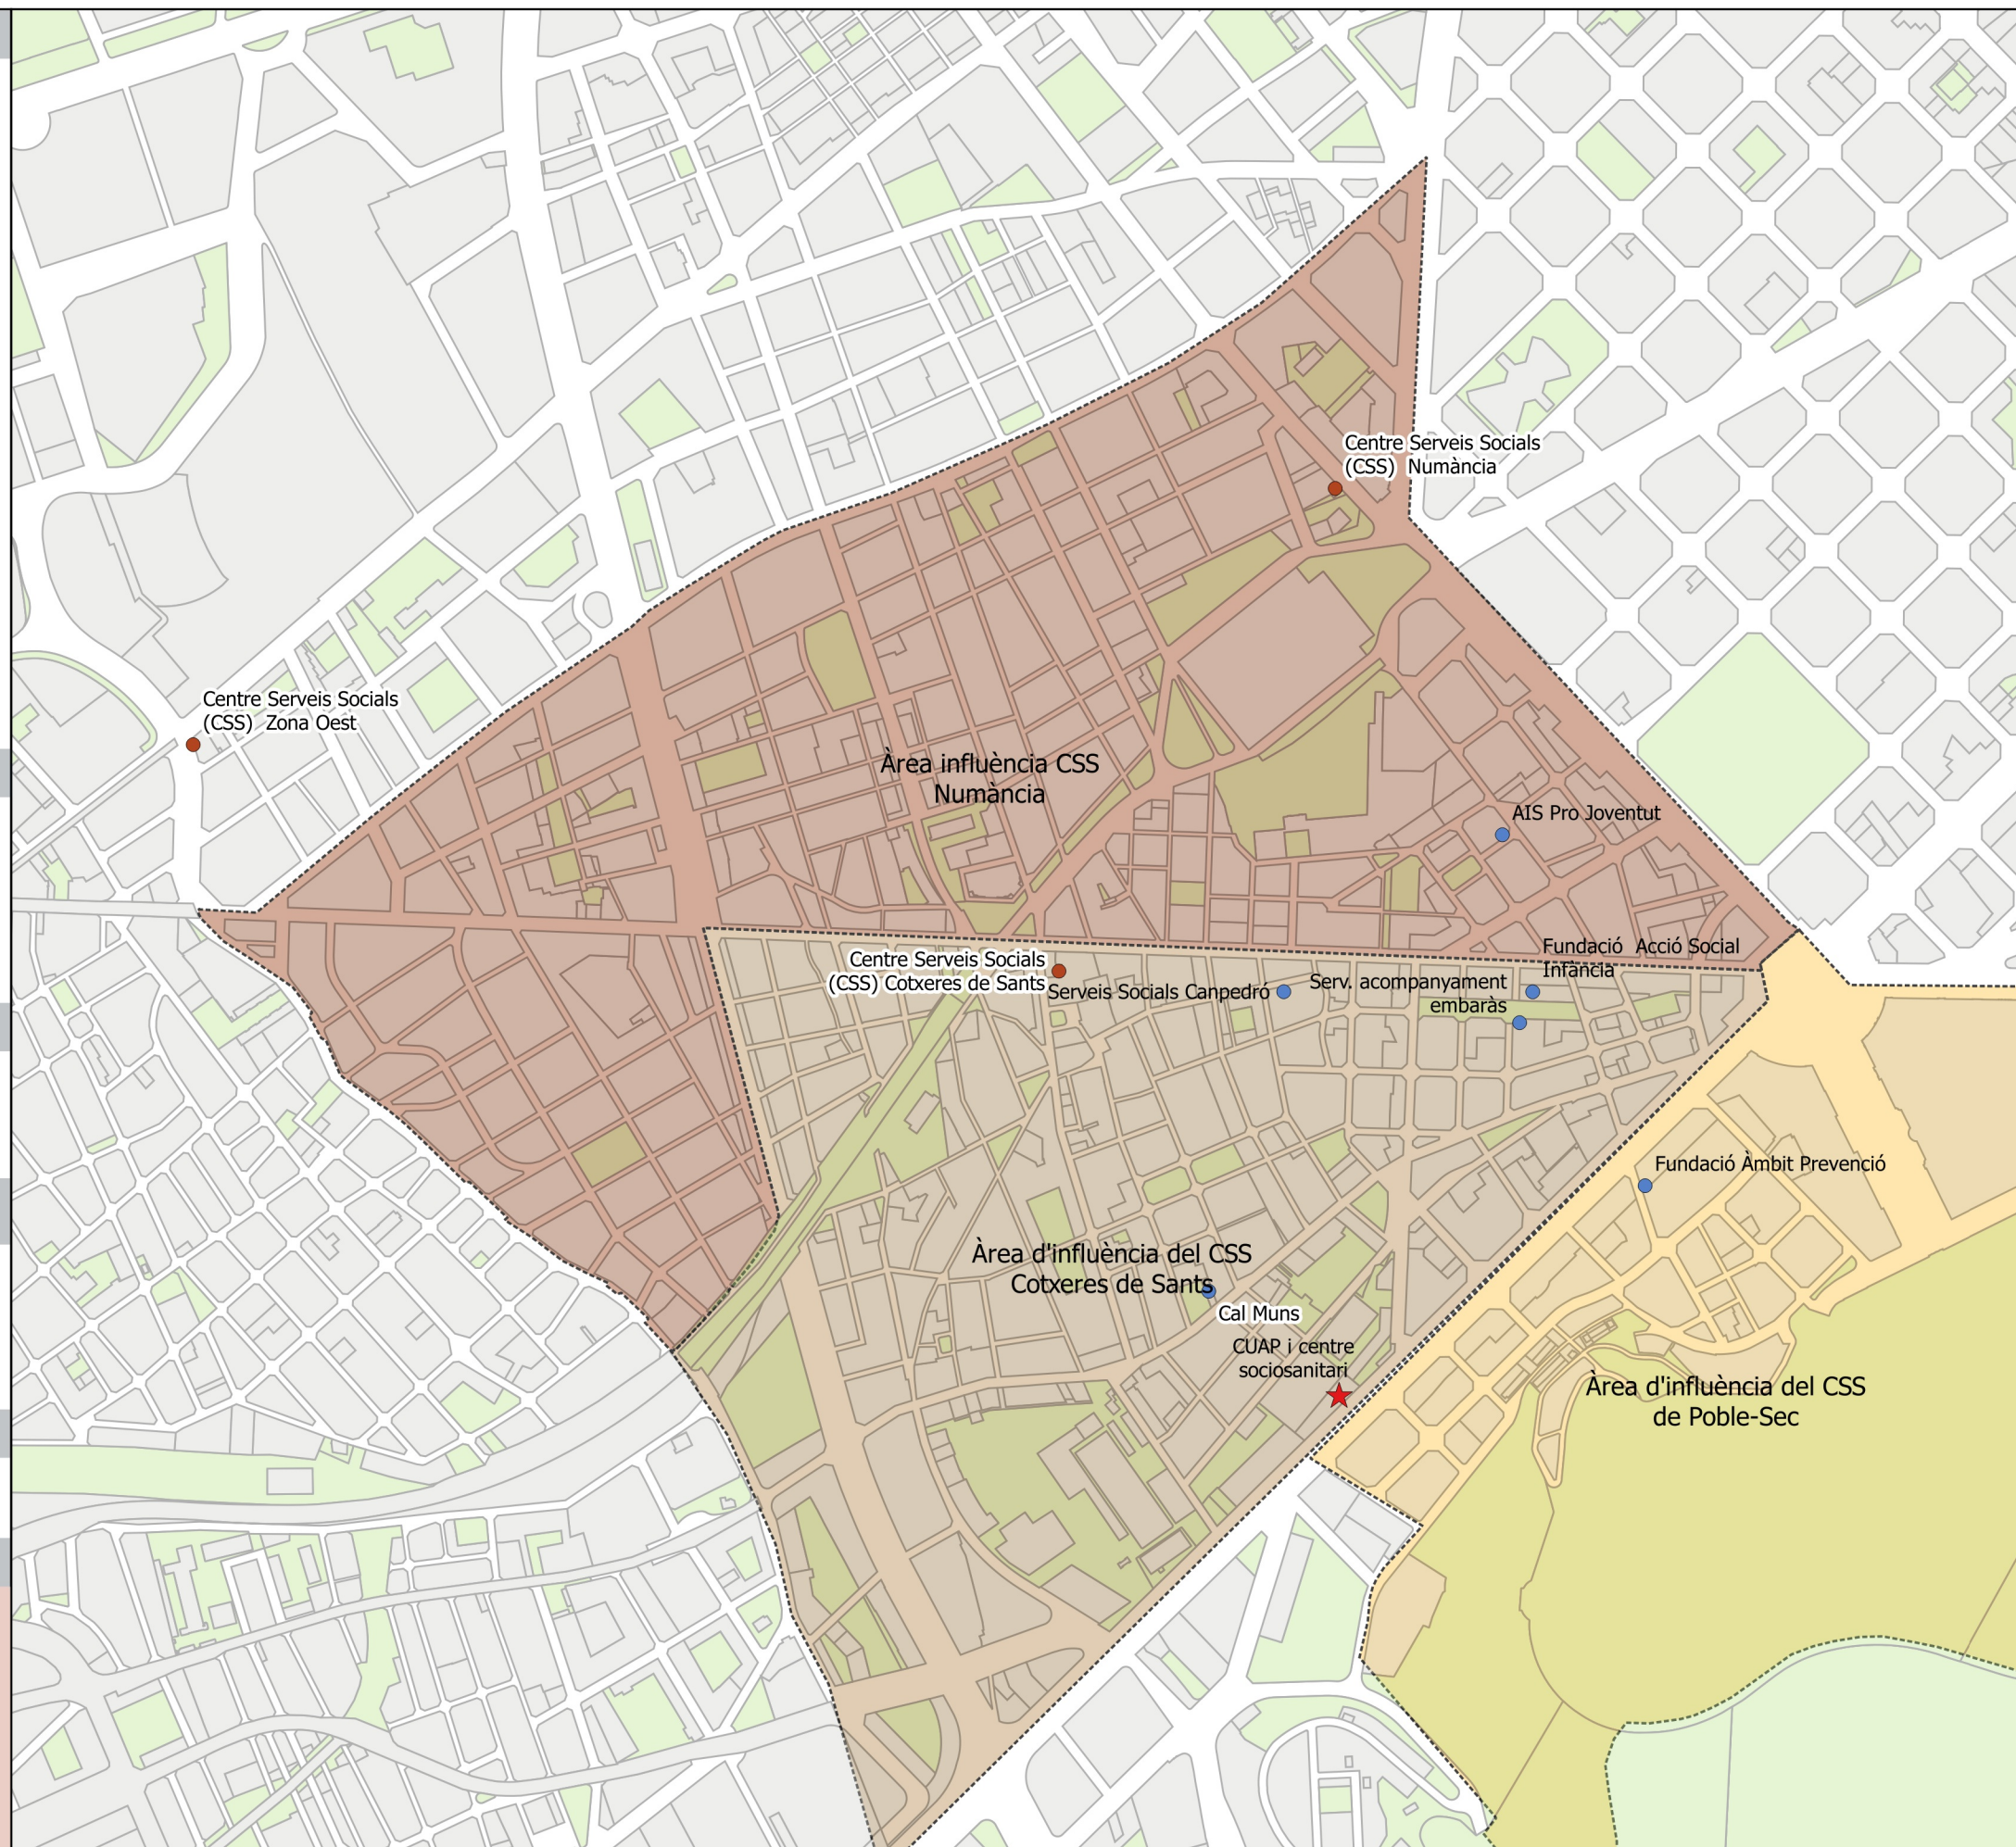 Centre Serveis Socials
(CSS) Numància
Centre Serveis Socials
(CSS) Zona Oest
Àrea influència CSS
Numància
AIS Pro Joventut
Fundació Acció Social
Infància
Centre Serveis Socials
(CSS) Cotxeres de Sants
Serveis Socials Canpedró
Serv. acompanyament
embaràs
Fundació Àmbit Prevenció
Àrea d'influència del CSS
Cotxeres de Sants
Cal Muns
CUAP i centre
sociosanitari
Àrea d'influència del CSS
de Poble-Sec